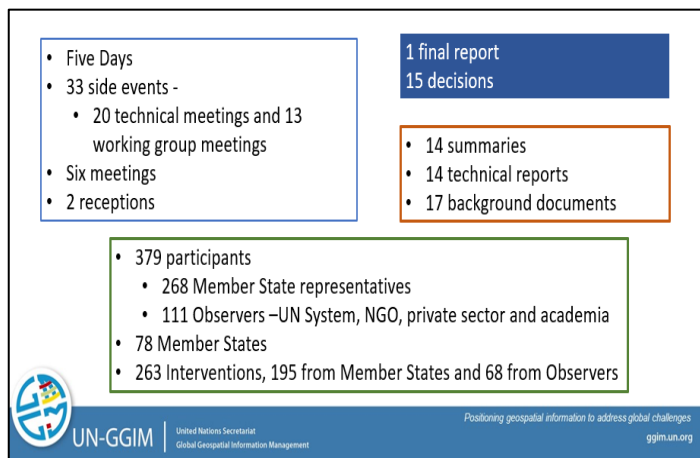 • Five Days
• 33 side events -
• 20 technical meetings and 13
working group meetings
• Six meetings
• 2 receptions
1 final report
15 decisions
• 14 summaries
• 14 technical reports
• 17 background documents
• 379 participants
• 268 Member State representatives
• 111 Observers –UN System, NGO, private sector and academia
• 78 Member States
• 263 Interventions, 195 from Member States and 68 from Observers
UN-GGIM
United Nations Secretariat
Global Geospatial Information Management
Positioning geospatial information to address global challenges
ggim.un.org